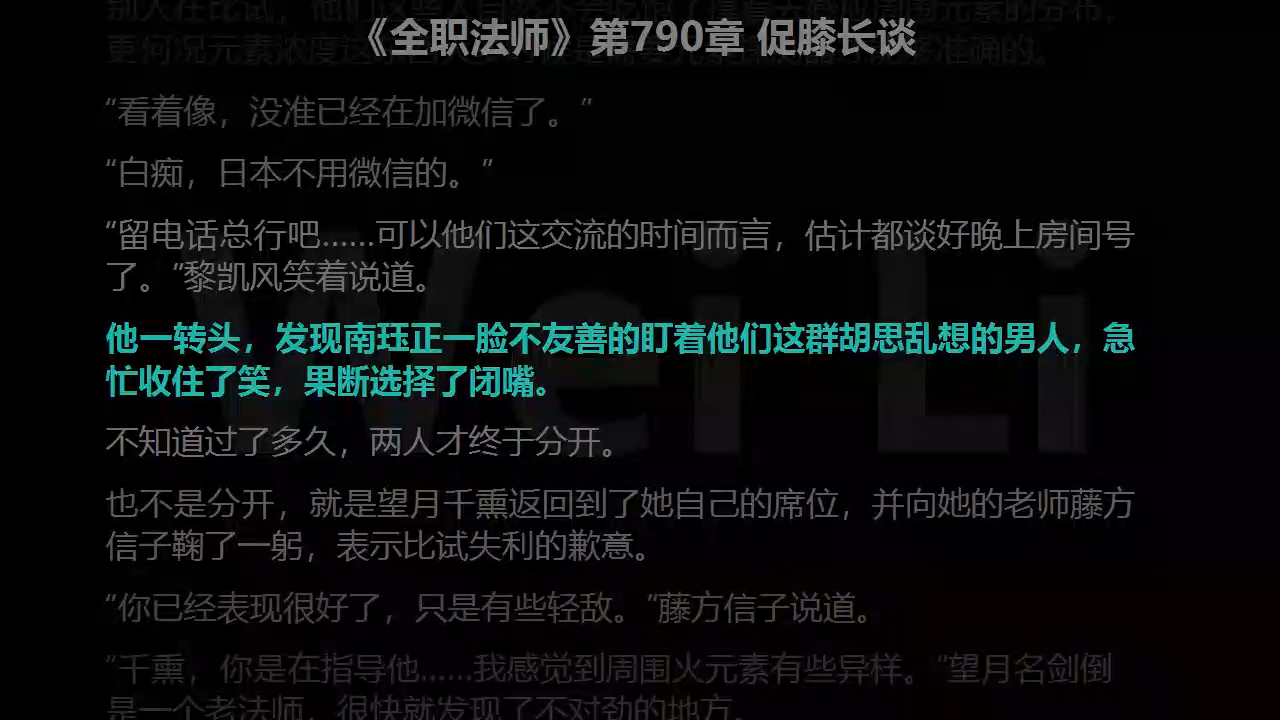 《全职法师》第790章 促膝长谈
“看着像，没准已经在加微信了。”
“白痴，日本不用微信的。”
“留电话总行吧……可以他们这交流的时间而言，估计都谈好晚上房间号
了。”黎凯风笑着说道。
他一转头，发现南珏正一脸不友善的盯着他们这群胡思乱想的男人，急
忙收住了笑，果断选择了闭嘴。
不知道过了多久，两人才终于分开。
也不是分开，就是望月千熏返回到了她自己的席位，并向她的老师藤方
信子鞠了一躬，表示比试失利的歉意。
“你已经表现很好了，只是有些轻敌。”藤方信子说道。
“千熏，你是在指导他……我感觉到周围火元素有些异样。”望月名剑倒
是一个老法师，很快就发现了不对劲的地方。
Wei Li